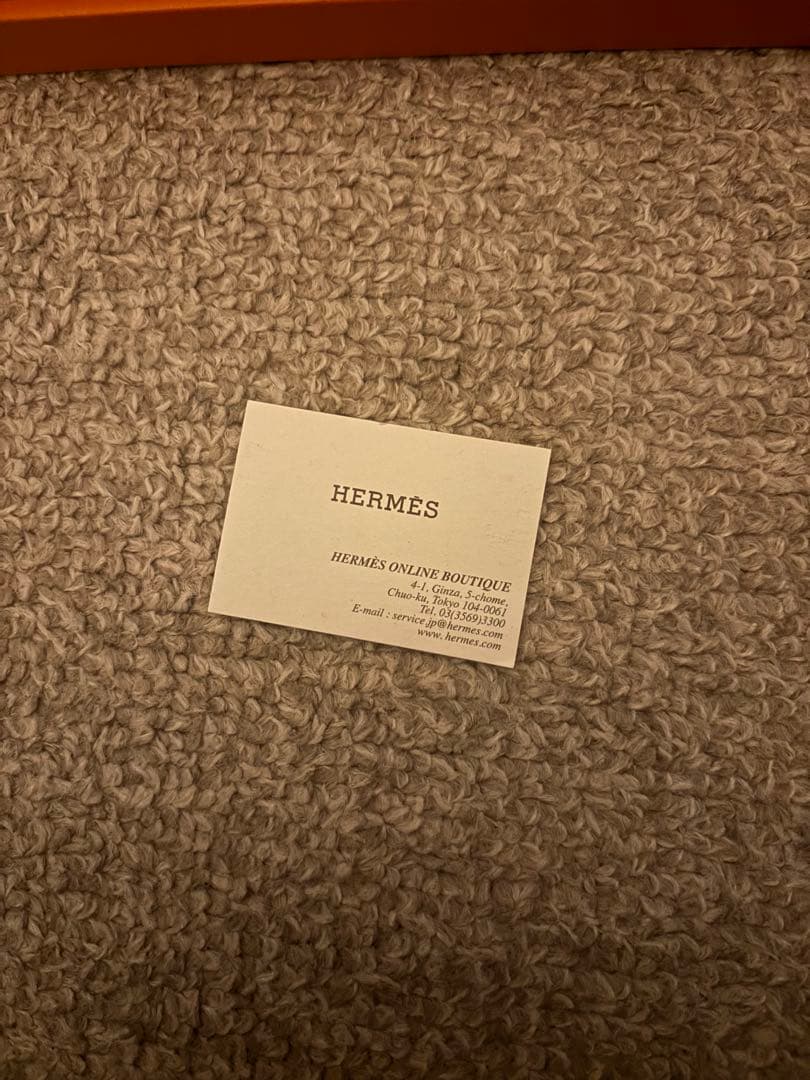 HERMÈS
HERMÈS ONLINE BOUTIQUE
4-1, Ginza, 5-chome,
Chuo-ku, Tokyo 104-0061
Tel. 03(3569)3300
E-mail : service.jp@hermes.com
www. hermes.com